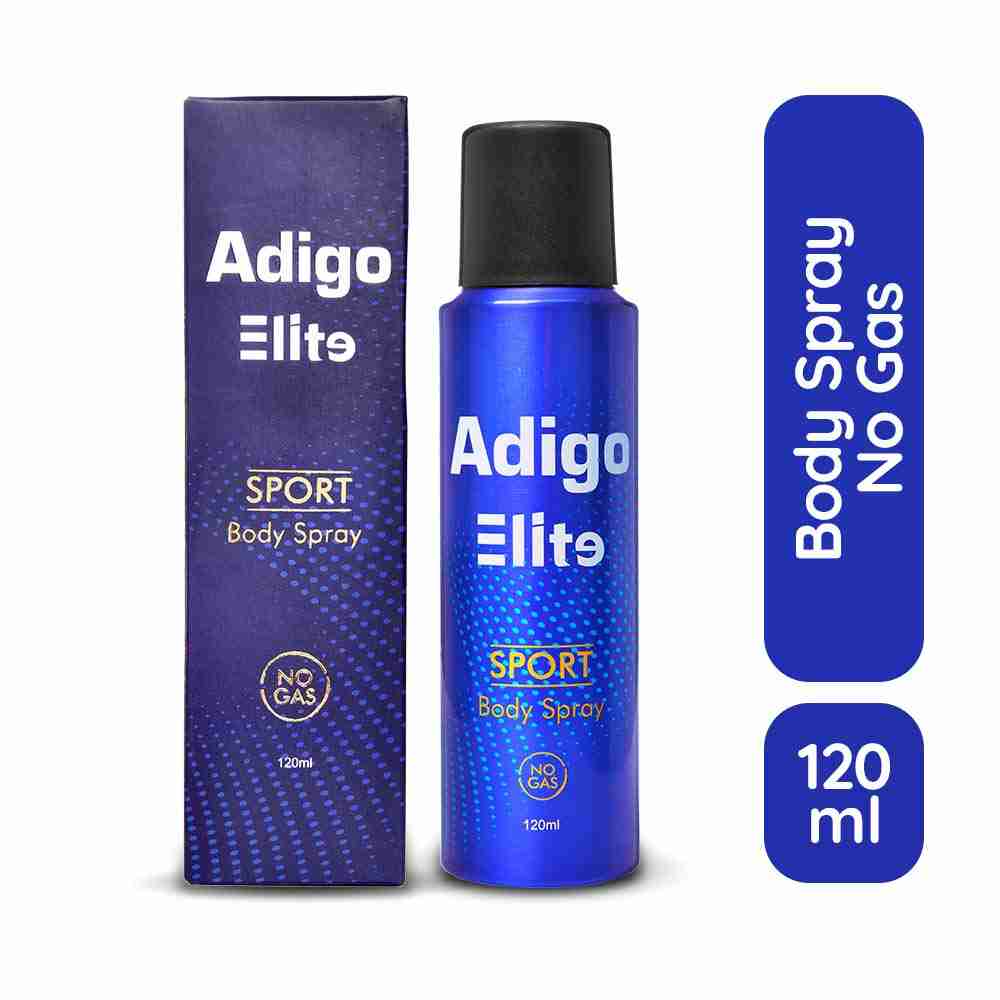 Adigo
Elite
SPORT
Body Spray
NO
GAS
120ml
Adigo
Elite
SPORT
Body Spray
NO
GAS
120ml
Body Spray
No Gas
120
ml